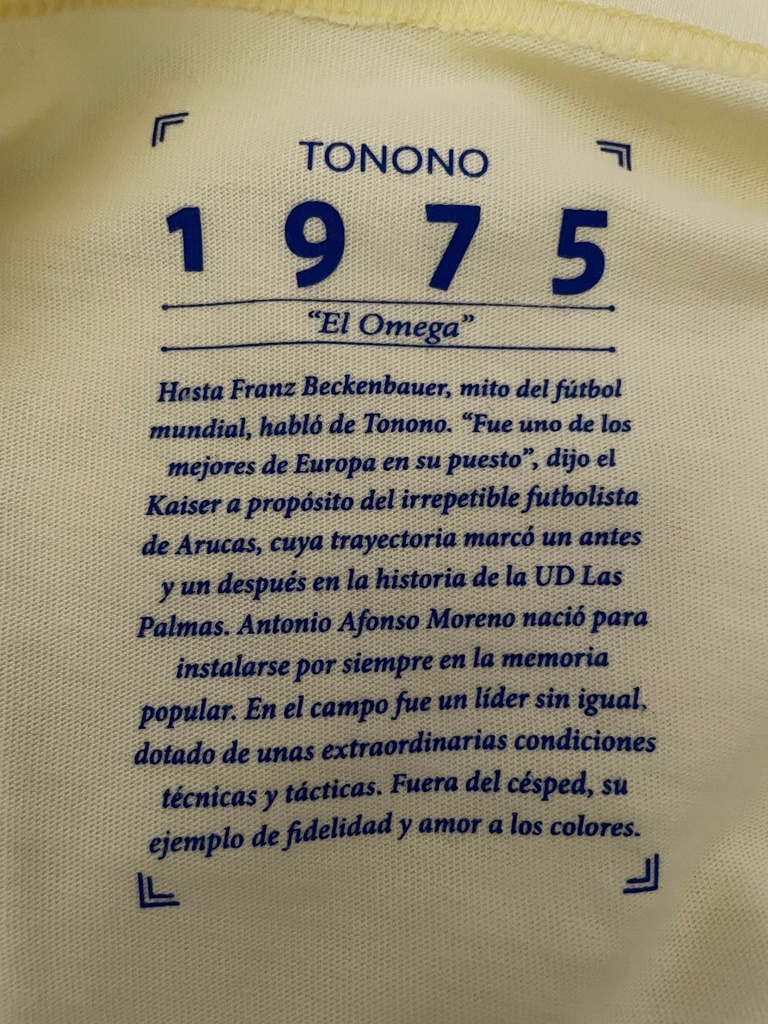 TONONO
1975
“El Omega”
Hasta Franz Beckenbauer, mito del fútbol
mundial, habló de Tonono. “Fue uno de los
mejores de Europa en su puesto”, dijo el
Kaiser a propósito del irrepetible futbolista
de Arucas, cuya trayectoria marcó un antes
y un después en la historia de la UD Las
Palmas. Antonio Afonso Moreno nació para
instalarse por siempre en la memoria
popular. En el campo fue un líder sin igual,
dotado de unas extraordinarias condiciones
técnicas y tácticas. Fuera del césped, su
ejemplo de fidelidad y amor a los colores.